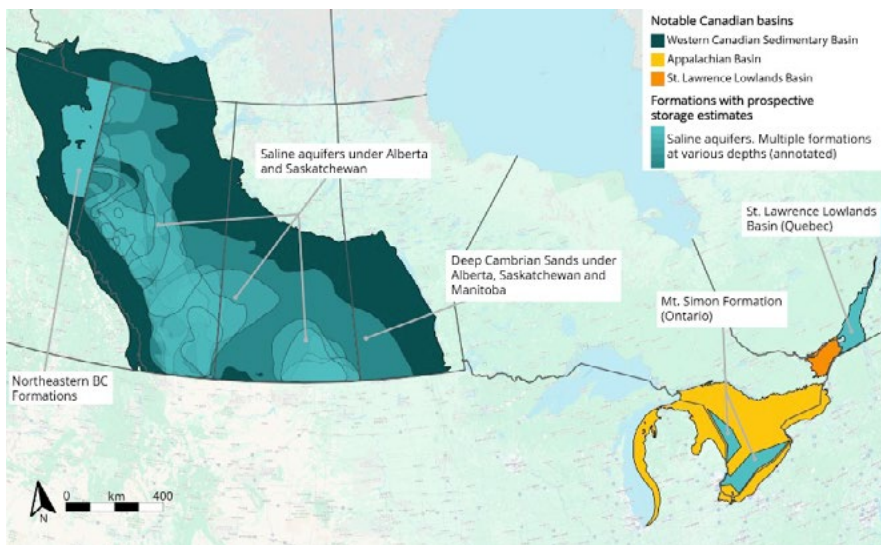 Notable Canadian basins
Western Canadian Sedimentary Basin
Appalachian Basin
St. Lawrence Lowlands Basin
Formations with prospective
storage estimates
Saline aquifers. Multiple formations
at various depths (annotated)
Saline aquifers under Alberta
and Saskatchewan
St. Lawrence Lowlands
Basin (Quebec)
Deep Cambrian Sands under
Alberta, Saskatchewan and
Manitoba
Mt. Simon Formation
(Ontario)
Northeastern BC
Formations
0 km 400
N